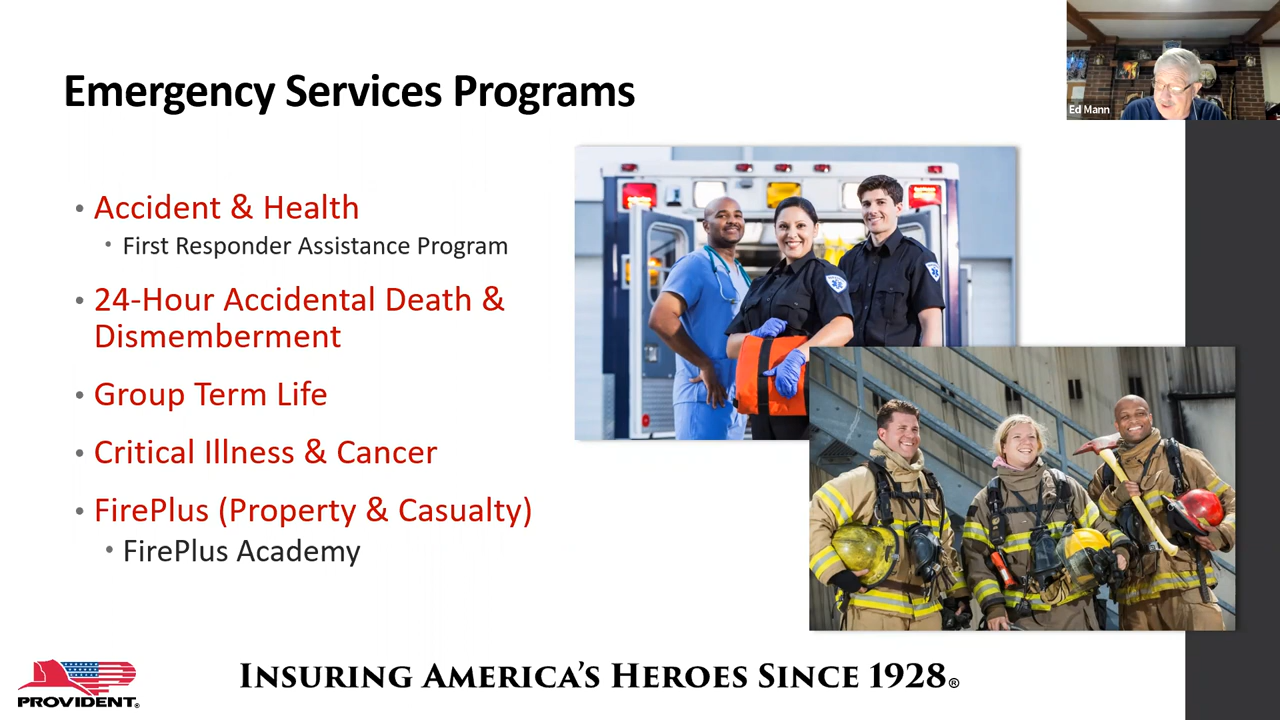 Emergency Services Programs
Ed Mann
• Accident & Health
• First Responder Assistance Program
• 24-Hour Accidental Death &
Dismemberment
• Group Term Life
• Critical Illness & Cancer
• FirePlus (Property & Casualty)
• FirePlus Academy
PROVIDENT®
INSURING AMERICA'S HEROES SINCE 1928®